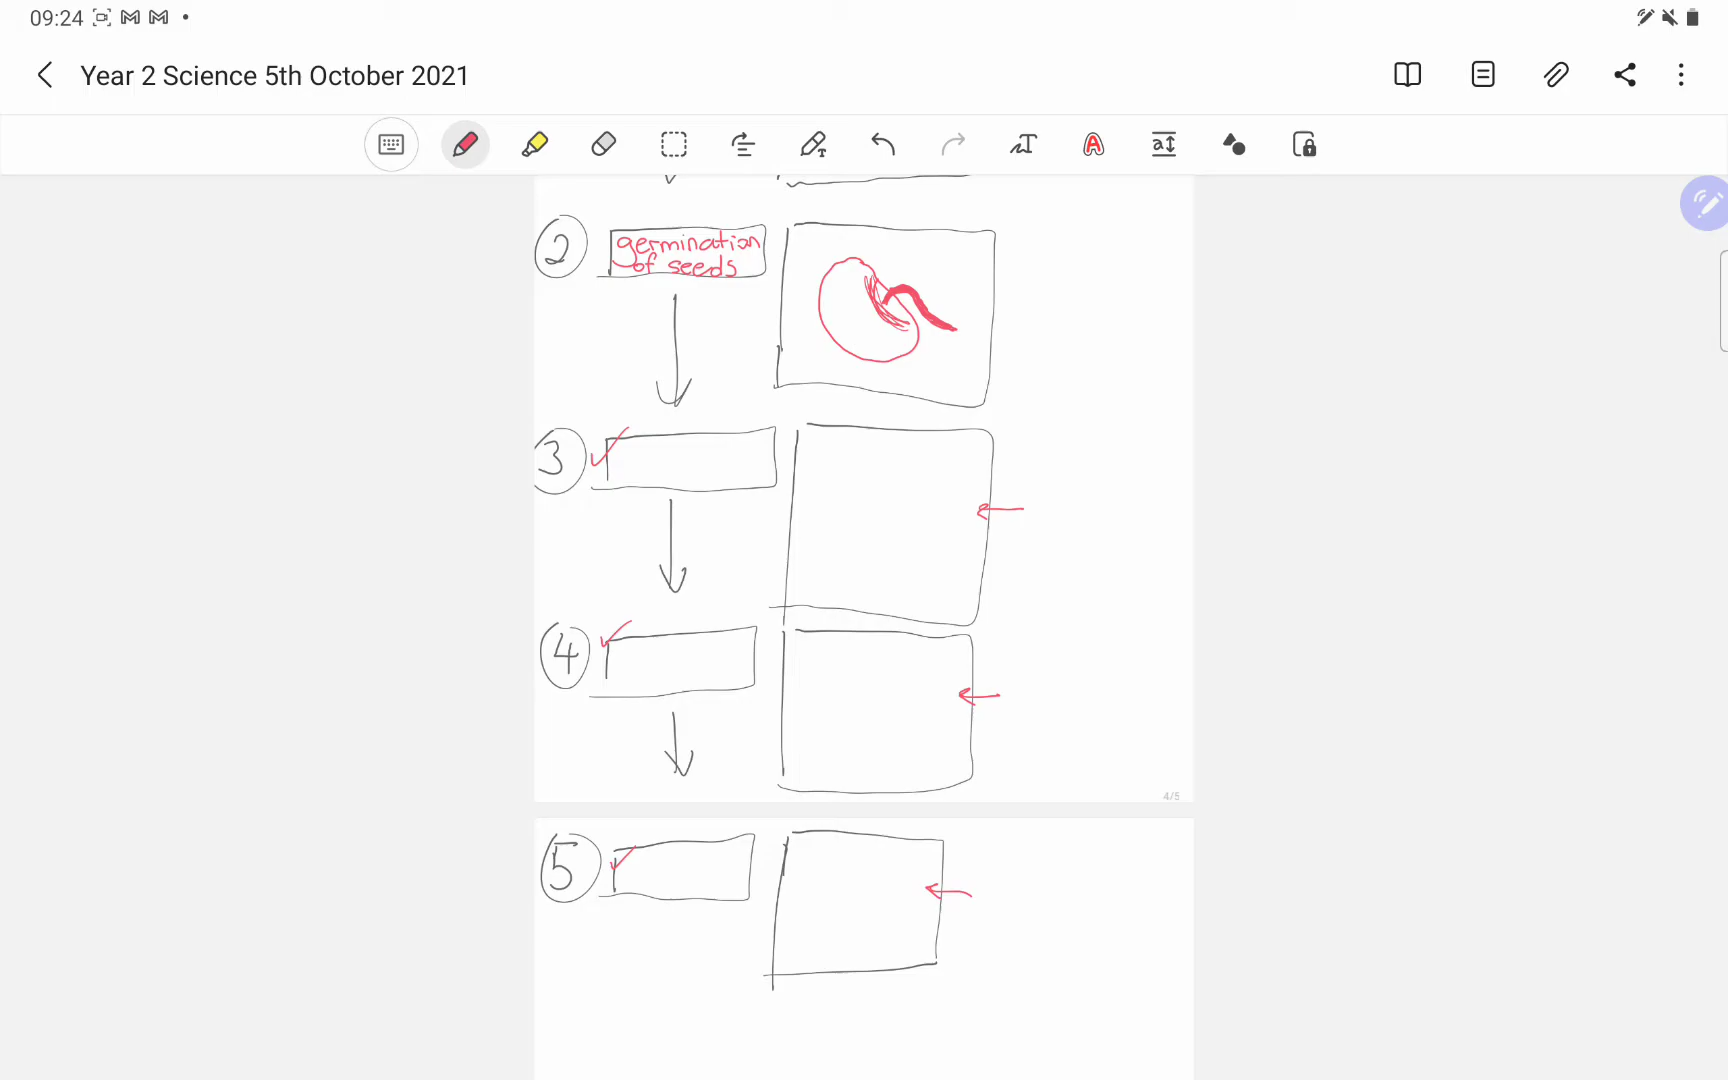 09:24
Year 2 Science 5th October 2021
2
germination
of seeds
3
4
4/5
5